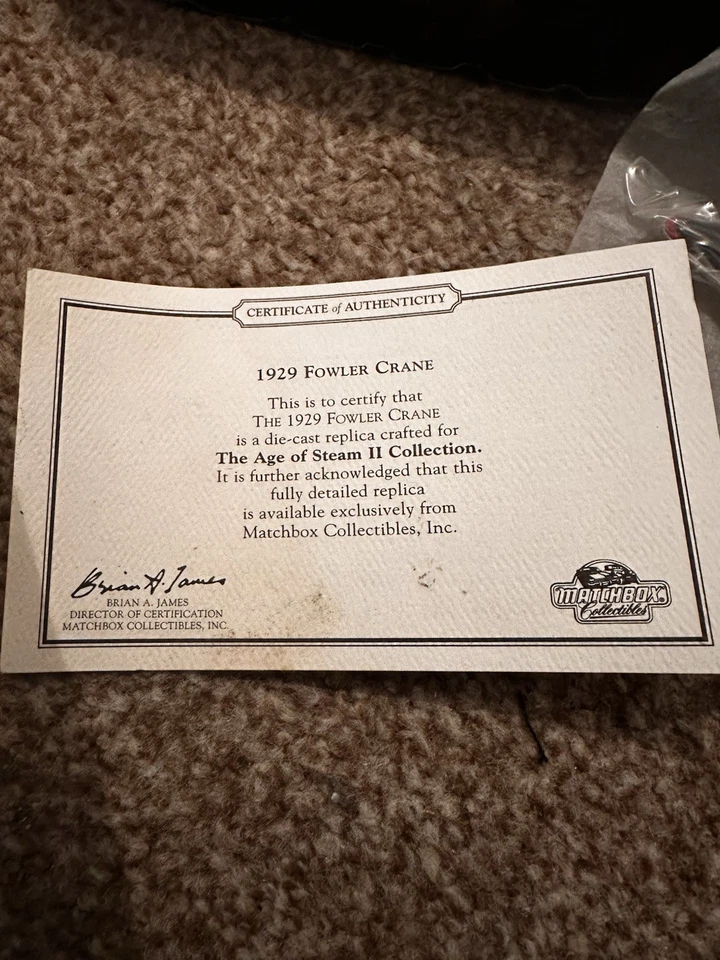 CERTIFICATE of AUTHENTICITY
1929 FOWLER CRANE
This is to certify that
THE 1929 FOWLER CRANE
is a die-cast replica crafted for
The Age of Steam II Collection.
It is further acknowledged that this
fully detailed replica
is available exclusively from
Matchbox Collectibles, Inc.
Brian A. James
BRIAN A. JAMES
DIRECTOR OF CERTIFICATION
MATCHBOX COLLECTIBLES, INC.
MATCHBOX®
Collectibles